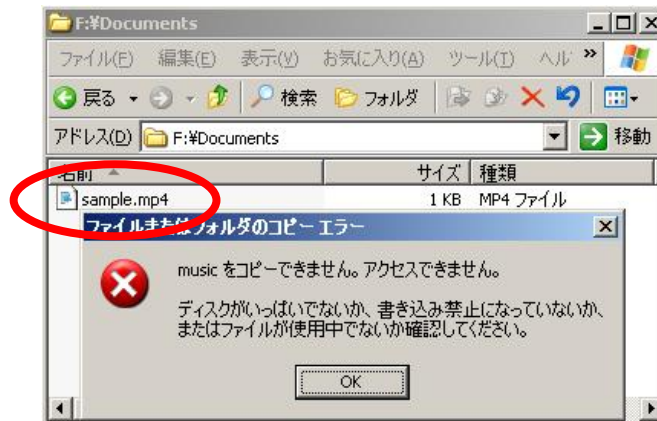 F:¥Documents
ファイル(F) 編集(E) 表示(V) お気に入り(A) ツール(T) ヘル
戻る 検索 フォルダ
アドレス(D) F:¥Documents 移動
名前 サイズ 種類
sample.mp4 1 KB MP4 ファイル
ファイルまたはフォルダのコピー エラー
music をコピーできません。アクセスできません。
ディスクがいっぱいでないか、書き込み禁止になっていないか、
またはファイルが使用中でないか確認してください。
OK